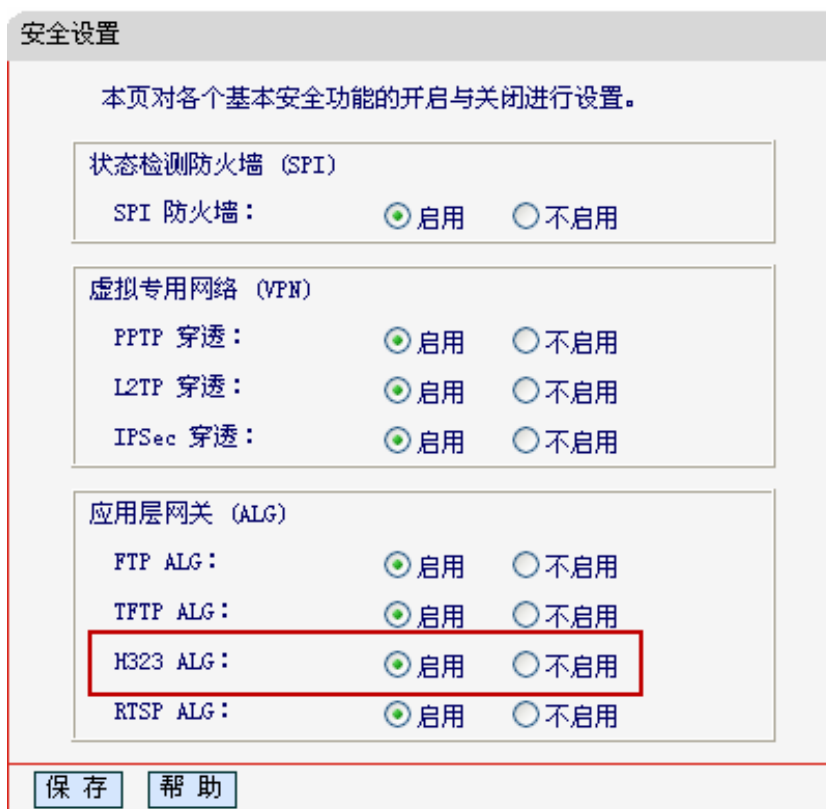 安全设置
本页对各个基本安全功能的开启与关闭进行设置。
状态检测防火墙 (SPI)
SPI 防火墙： 启用 不启用
虚拟专用网络 (VPN)
PPTP 穿透： 启用 不启用
L2TP 穿透： 启用 不启用
IPSec 穿透： 启用 不启用
应用层网关 (ALG)
FTP ALG： 启用 不启用
TFTP ALG： 启用 不启用
H323 ALG： 启用 不启用
RTSP ALG： 启用 不启用
保 存 帮 助